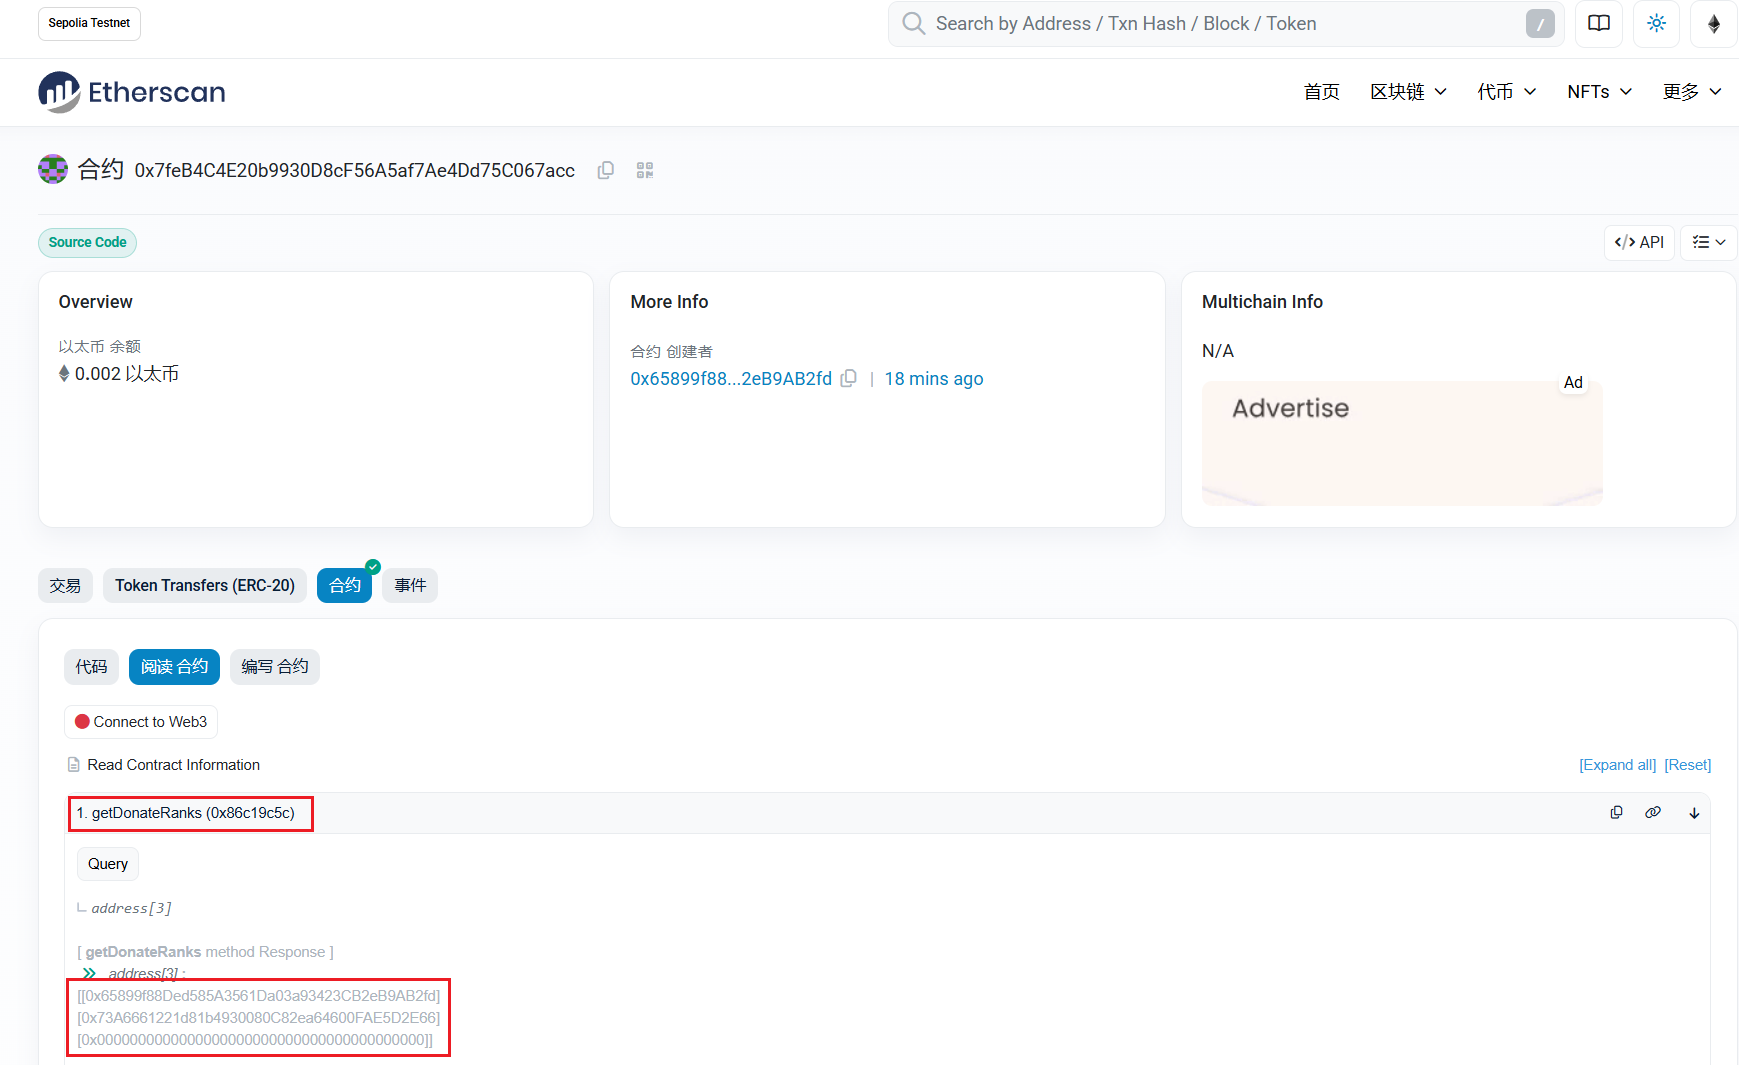 Sepolia Testnet
Search by Address / Txn Hash / Block / Token
/
Etherscan
首页 区块链 代币 NFTs 更多
合约 0x7feB4C4E20b9930D8cF56A5af7Ae4Dd75C067acc
Source Code
</> API
Overview
以太币 余额
0.002 以太币
More Info
合约 创建者
0x65899f88...2eB9AB2fd | 18 mins ago
Multichain Info
N/A
Ad
Advertise
交易 Token Transfers (ERC-20) 合约 事件
代码 阅读 合约 编写 合约
Connect to Web3
Read Contract Information
[Expand all] [Reset]
1. getDonateRanks (0x86c19c5c)
Query
address[3]
[ getDonateRanks method Response ]
address[3] :
[[0x65899f88Ded585A3561Da03a93423CB2eB9AB2fd]
[0x73A6661221d81b4930080C82ea64600FAE5D2E66]
[0x0000000000000000000000000000000000000000]]